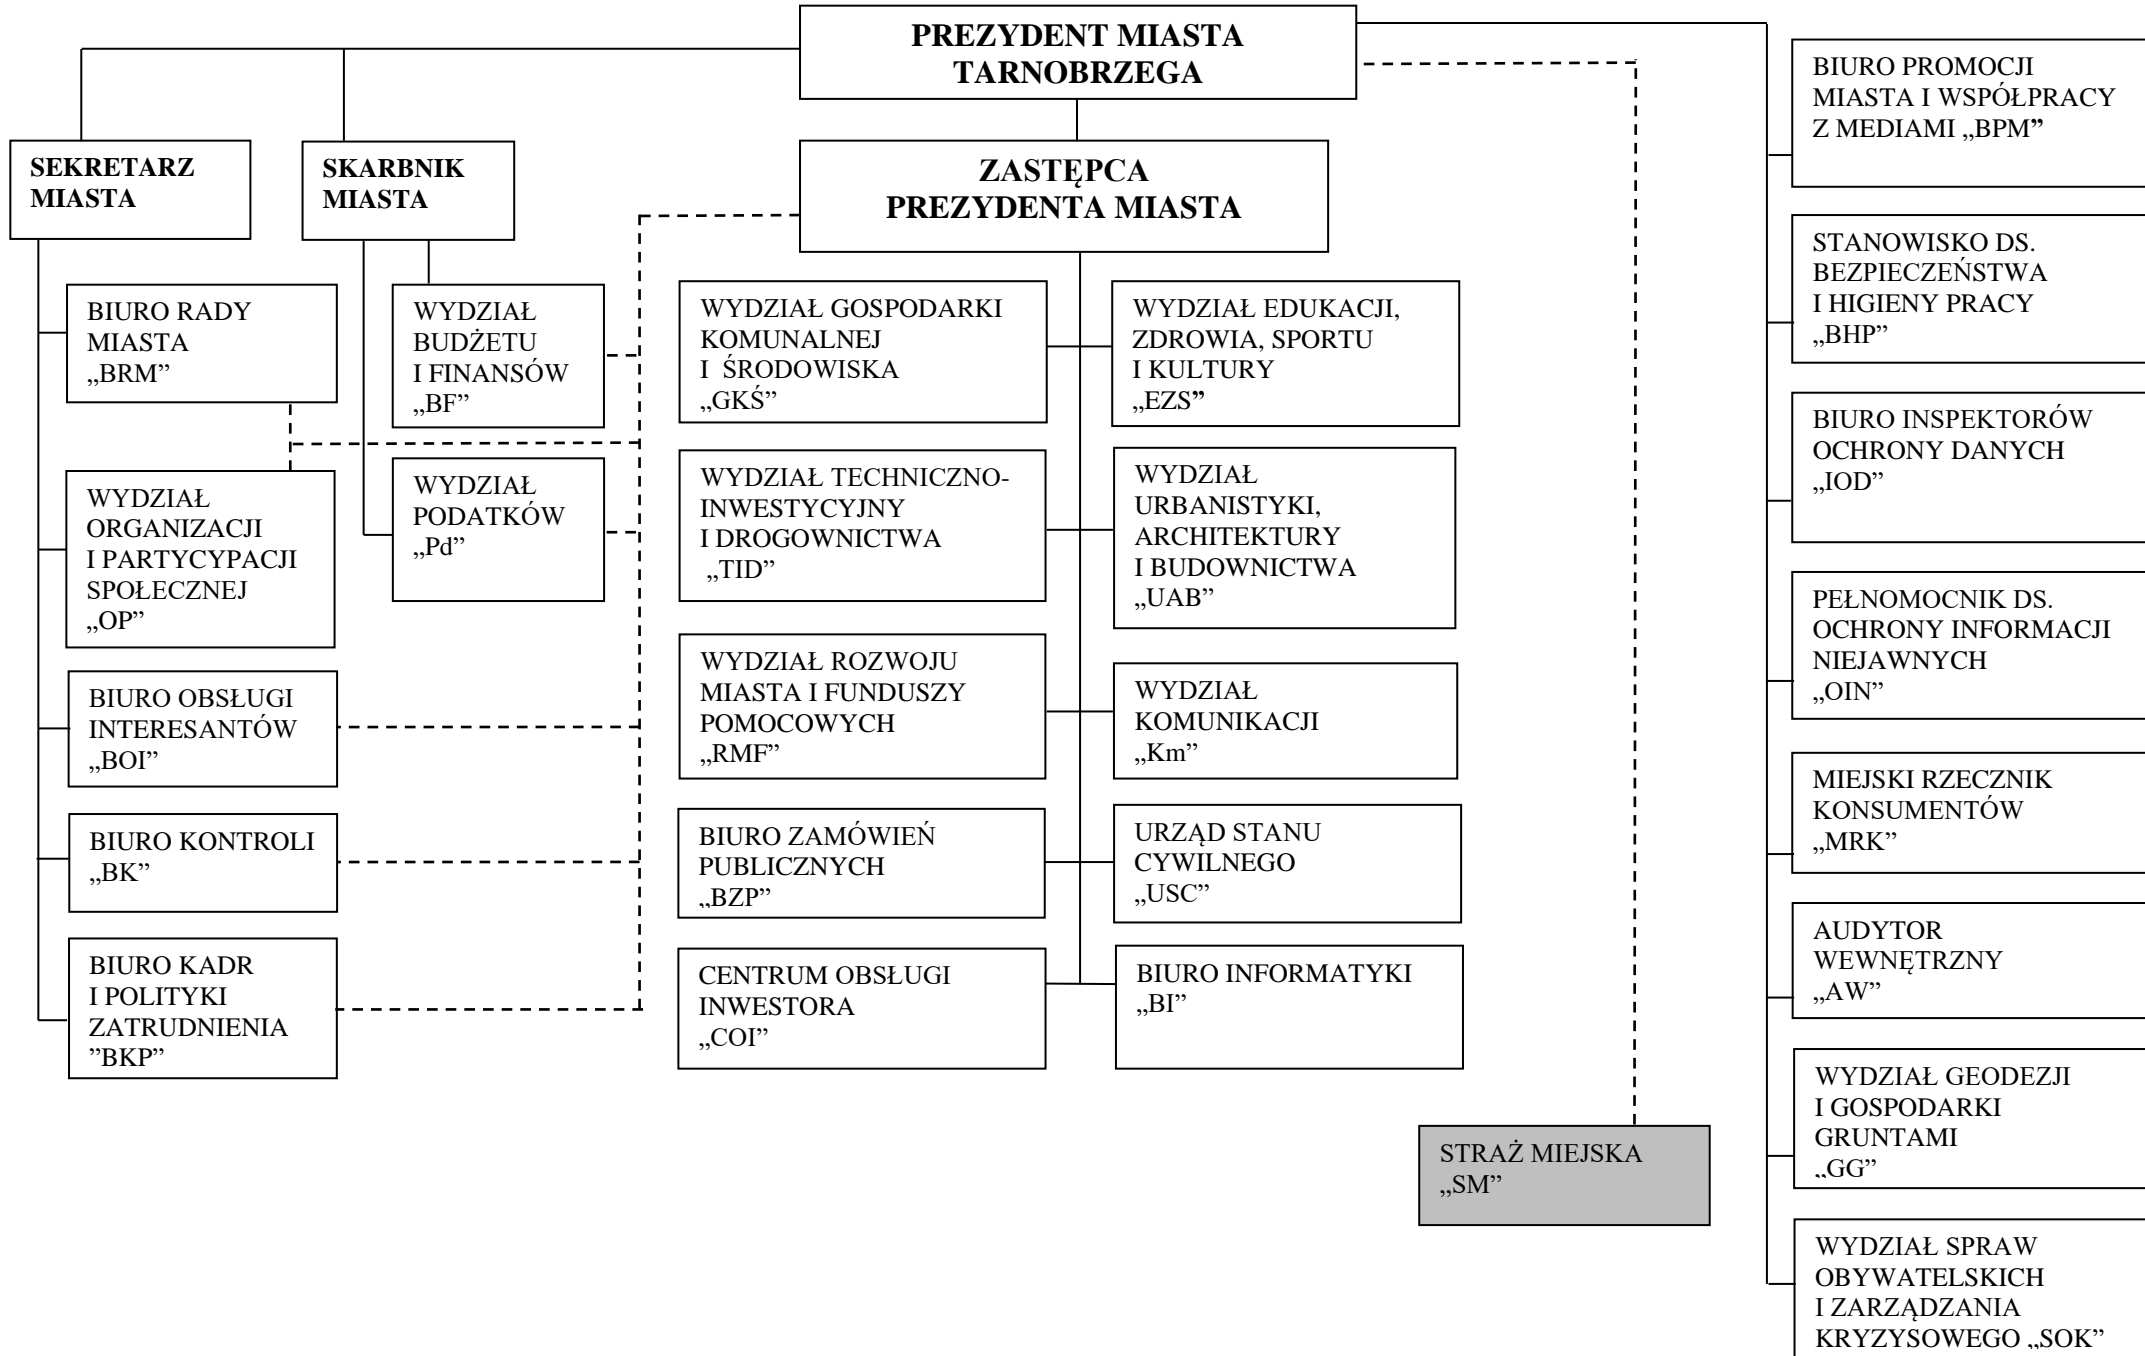 PREZYDENT MIASTA
TARNOBRZEGA
SEKRETARZ
MIASTA
SKARBNIK
MIASTA
ZASTĘPCA
PREZYDENTA MIASTA
BIURO RADY
MIASTA
„BRM”
WYDZIAŁ
ORGANIZACJI
I PARTYCYPACJI
SPOŁECZNEJ
„OP”
BIURO OBSŁUGI
INTERESANTÓW
„BOI”
BIURO KONTROLI
„BK”
BIURO KADR
I POLITYKI
ZATRUDNIENIA
”BKP”
WYDZIAŁ
BUDŻETU
I FINANSÓW
„BF”
WYDZIAŁ
PODATKÓW
„Pd”
WYDZIAŁ GOSPODARKI
KOMUNALNEJ
I ŚRODOWISKA
„GKŚ”
WYDZIAŁ TECHNICZNO-
INWESTYCYJNY
I DROGOWNICTWA
„TID”
WYDZIAŁ ROZWOJU
MIASTA I FUNDUSZY
POMOCOWYCH
„RMF”
BIURO ZAMÓWIEŃ
PUBLICZNYCH
„BZP”
CENTRUM OBSŁUGI
INWESTORA
„COI”
WYDZIAŁ EDUKACJI,
ZDROWIA, SPORTU
I KULTURY
„EZS”
WYDZIAŁ
URBANISTYKI,
ARCHITEKTURY
I BUDOWNICTWA
„UAB”
WYDZIAŁ
KOMUNIKACJI
„Km”
URZĄD STANU
CYWILNEGO
„USC”
BIURO INFORMATYKI
„BI”
STRAŻ MIEJSKA
„SM”
BIURO PROMOCJI
MIASTA I WSPÓŁPRACY
Z MEDIAMI „BPM”
STANOWISKO DS.
BEZPIECZEŃSTWA
I HIGIENY PRACY
„BHP”
BIURO INSPEKTORÓW
OCHRONY DANYCH
„IOD”
PEŁNOMOCNIK DS.
OCHRONY INFORMACJI
NIEJAWNYCH
„OIN”
MIEJSKI RZECZNIK
KONSUMENTÓW
„MRK”
AUDYTOR
WEWNĘTRZNY
„AW”
WYDZIAŁ GEODEZJI
I GOSPODARKI
GRUNTAMI
„GG”
WYDZIAŁ SPRAW
OBYWATELSKICH
I ZARZĄDZANIA
KRYZYSOWEGO „SOK”